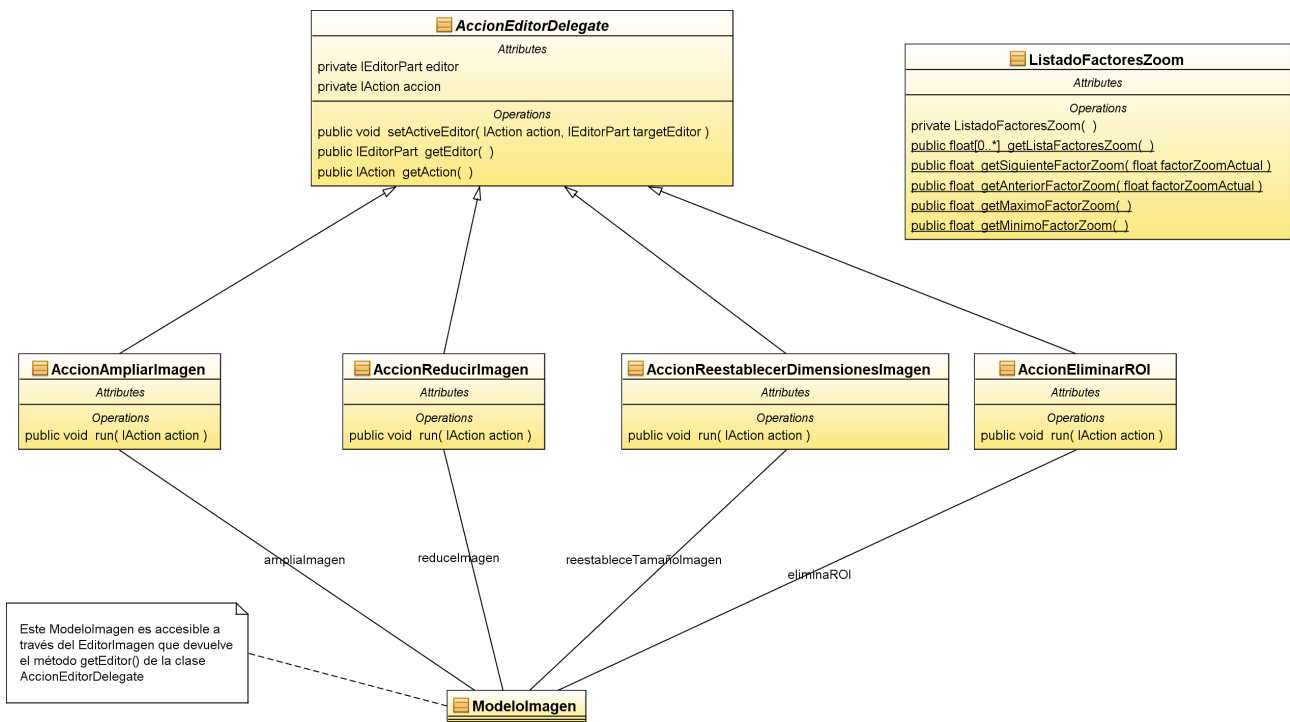 AccionEditorDelegate
Attributes
private IEditorPart editor
private IAction accion
Operations
public void setActiveEditor( IAction action, IEditorPart targetEditor )
public IEditorPart getEditor( )
public IAction getAction( )
ListadoFactoresZoom
Attributes
Operations
private ListadoFactoresZoom( )
public float[0..*] getListaFactoresZoom( )
public float getSiguienteFactorZoom( float factorZoomActual )
public float getAnteriorFactorZoom( float factorZoomActual )
public float getMaximoFactorZoom( )
public float getMinimoFactorZoom( )
AccionAmpliarImagen
Attributes
Operations
public void run( IAction action )
AccionReducirImagen
Attributes
Operations
public void run( IAction action )
AccionReestablecerDimensionesImagen
Attributes
Operations
public void run( IAction action )
AccionEliminarROI
Attributes
Operations
public void run( IAction action )
ampliaImagen
reduceImagen
reestableceTamañoImagen
eliminaROI
Este ModeloImagen es accesible a
través del EditorImagen que devuelve
el método getEditor() de la clase
AccionEditorDelegate
ModeloImagen